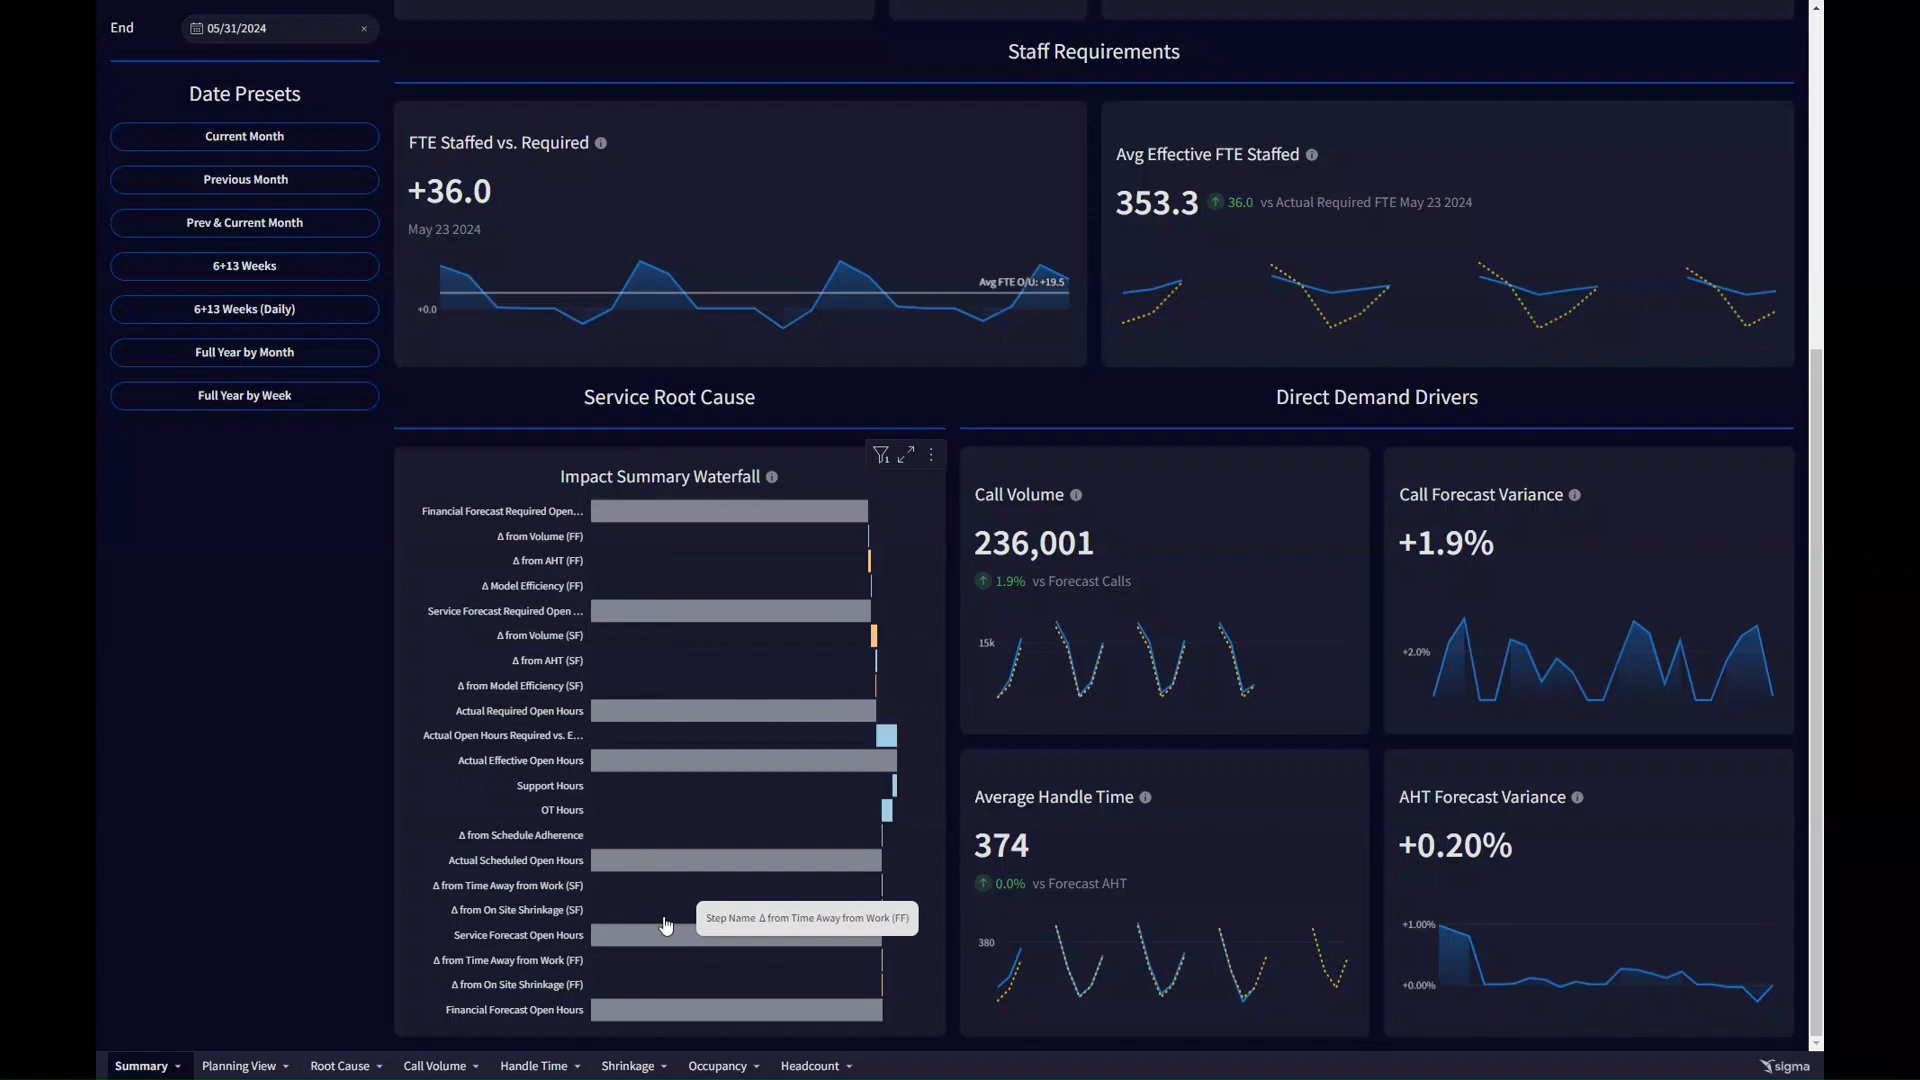 End
05/31/2024
Date Presets
Current Month
Previous Month
Prev & Current Month
6+13 Weeks
6+13 Weeks (Daily)
Full Year by Month
Full Year by Week
Staff Requirements
FTE Staffed vs. Required
+36.0
May 23 2024
Avg FTE O/U: +19.5
+0.0
Avg Effective FTE Staffed
353.3 ↑ 36.0 vs Actual Required FTE May 23 2024
Service Root Cause
Impact Summary Waterfall
Financial Forecast Required Open...
Δ from Volume (FF)
Δ from AHT (FF)
Δ Model Efficiency (FF)
Service Forecast Required Open ...
Δ from Volume (SF)
Δ from AHT (SF)
Δ from Model Efficiency (SF)
Actual Required Open Hours
Actual Open Hours Required vs. E...
Actual Effective Open Hours
Support Hours
OT Hours
Δ from Schedule Adherence
Actual Scheduled Open Hours
Δ from Time Away from Work (SF)
Δ from On Site Shrinkage (SF)
Step Name Δ from Time Away from Work (FF)
Service Forecast Open Hours
Δ from Time Away from Work (FF)
Δ from On Site Shrinkage (FF)
Financial Forecast Open Hours
Direct Demand Drivers
Call Volume
236,001
↑ 1.9% vs Forecast Calls
15k
Call Forecast Variance
+1.9%
+2.0%
Average Handle Time
374
↑ 0.0% vs Forecast AHT
380
AHT Forecast Variance
+0.20%
+1.00%
+0.00%
Summary Planning View Root Cause Call Volume Handle Time Shrinkage Occupancy Headcount
sigma